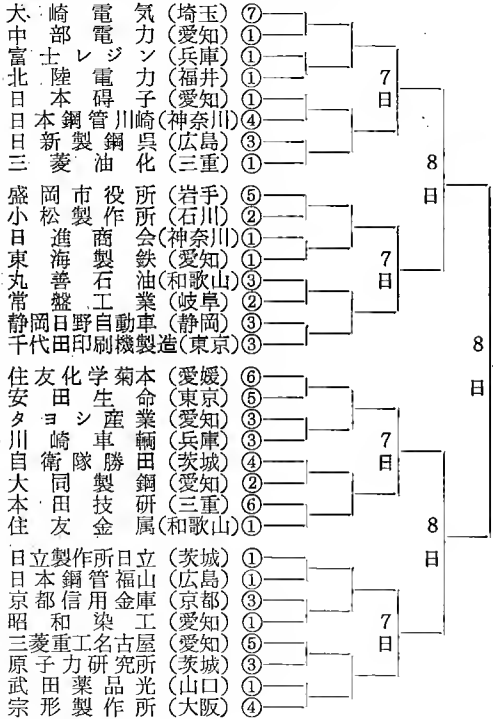 大崎電気(埼玉)⑦
中部電力(愛知)①
富士レジン(兵庫)①
北陸電力(福井)①
日本碍子(愛知)①
日本鋼管川崎(神奈川)④
日新製鋼呉(広島)③
三菱油化(三重)①
7日
8日
盛岡市役所(岩手)⑤
小松製作所(石川)②
日進商会(神奈川)①
東海製鉄(愛知)①
丸善石油(和歌山)③
常盤工業(岐阜)②
静岡日野自動車(静岡)③
千代田印刷機製造(東京)③
7日
8日
住友化学菊本(愛媛)⑥
安田生命(東京)⑤
タヨシ産業(愛知)③
川崎車輌(兵庫)③
自衛隊勝田(茨城)④
大同製鋼(愛知)②
本田技研(三重)⑥
住友金属(和歌山)①
7日
8日
日立製作所日立(茨城)①
日本鋼管福山(広島)①
京都信用金庫(京都)③
昭和染工(愛知)①
三菱重工名古屋(愛知)⑤
原子力研究所(茨城)③
武田薬品光(山口)①
宗形製作所(大阪)④
7日